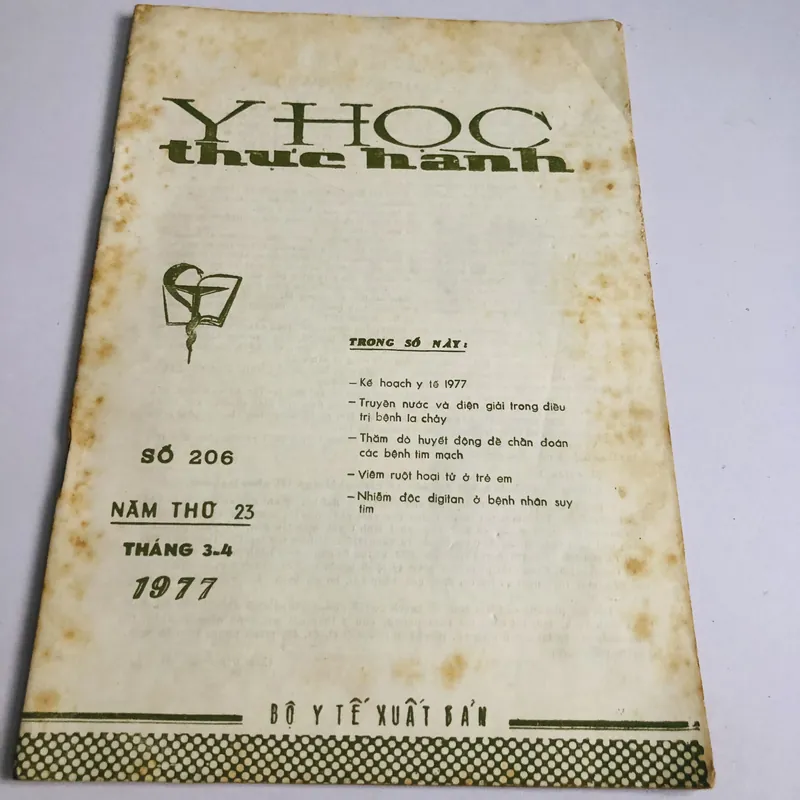 Y HỌC
thực hành
TRONG SỐ NÀY:
— Kế hoạch y tế 1977
— Truyền nước và điện giải trong điều
trị bệnh ỉa chảy
— Thăm dò huyết động để chẩn đoán
các bệnh tim mạch
— Viêm ruột hoại tử ở trẻ em
— Nhiễm độc digitan ở bệnh nhân suy
tim
SỐ 206
NĂM THỨ 23
THÁNG 3-4
1977
BỘ Y TẾ XUẤT BẢN